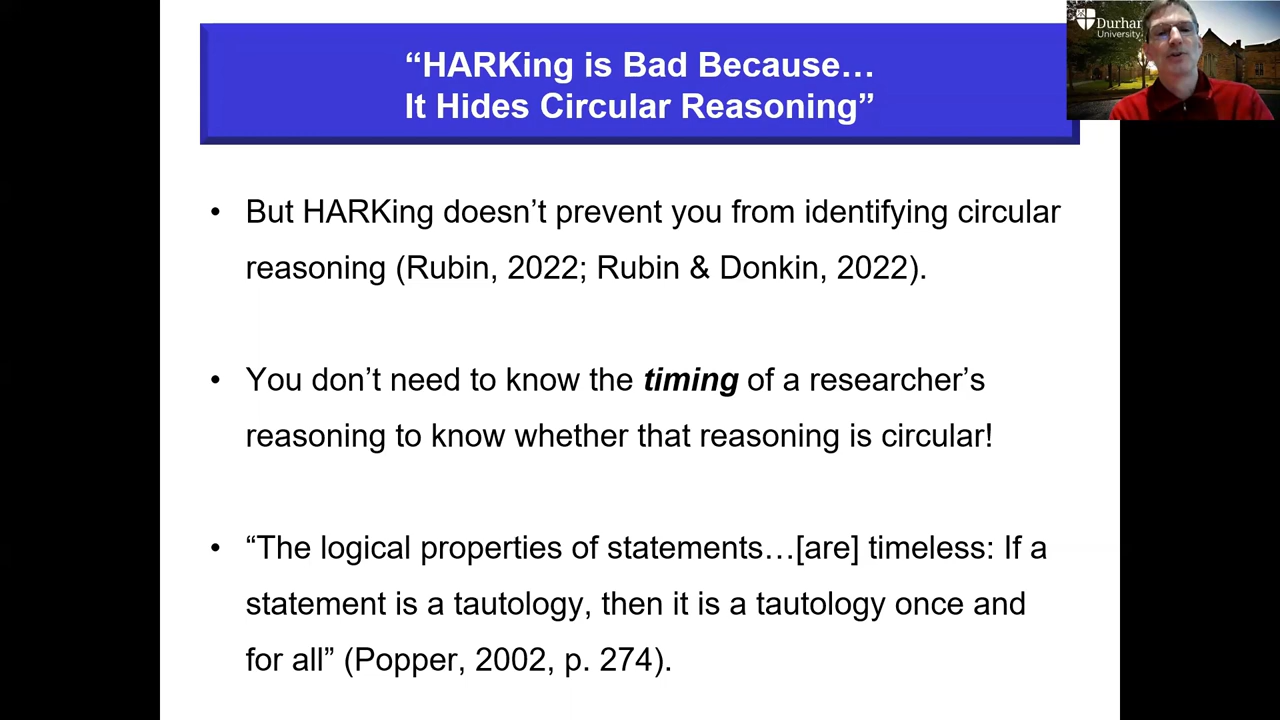 “HARKing is Bad Because…
It Hides Circular Reasoning”
Durham
University
• But HARKing doesn’t prevent you from identifying circular
reasoning (Rubin, 2022; Rubin & Donkin, 2022).
• You don’t need to know the timing of a researcher’s
reasoning to know whether that reasoning is circular!
• “The logical properties of statements…[are] timeless: If a
statement is a tautology, then it is a tautology once and
for all” (Popper, 2002, p. 274).